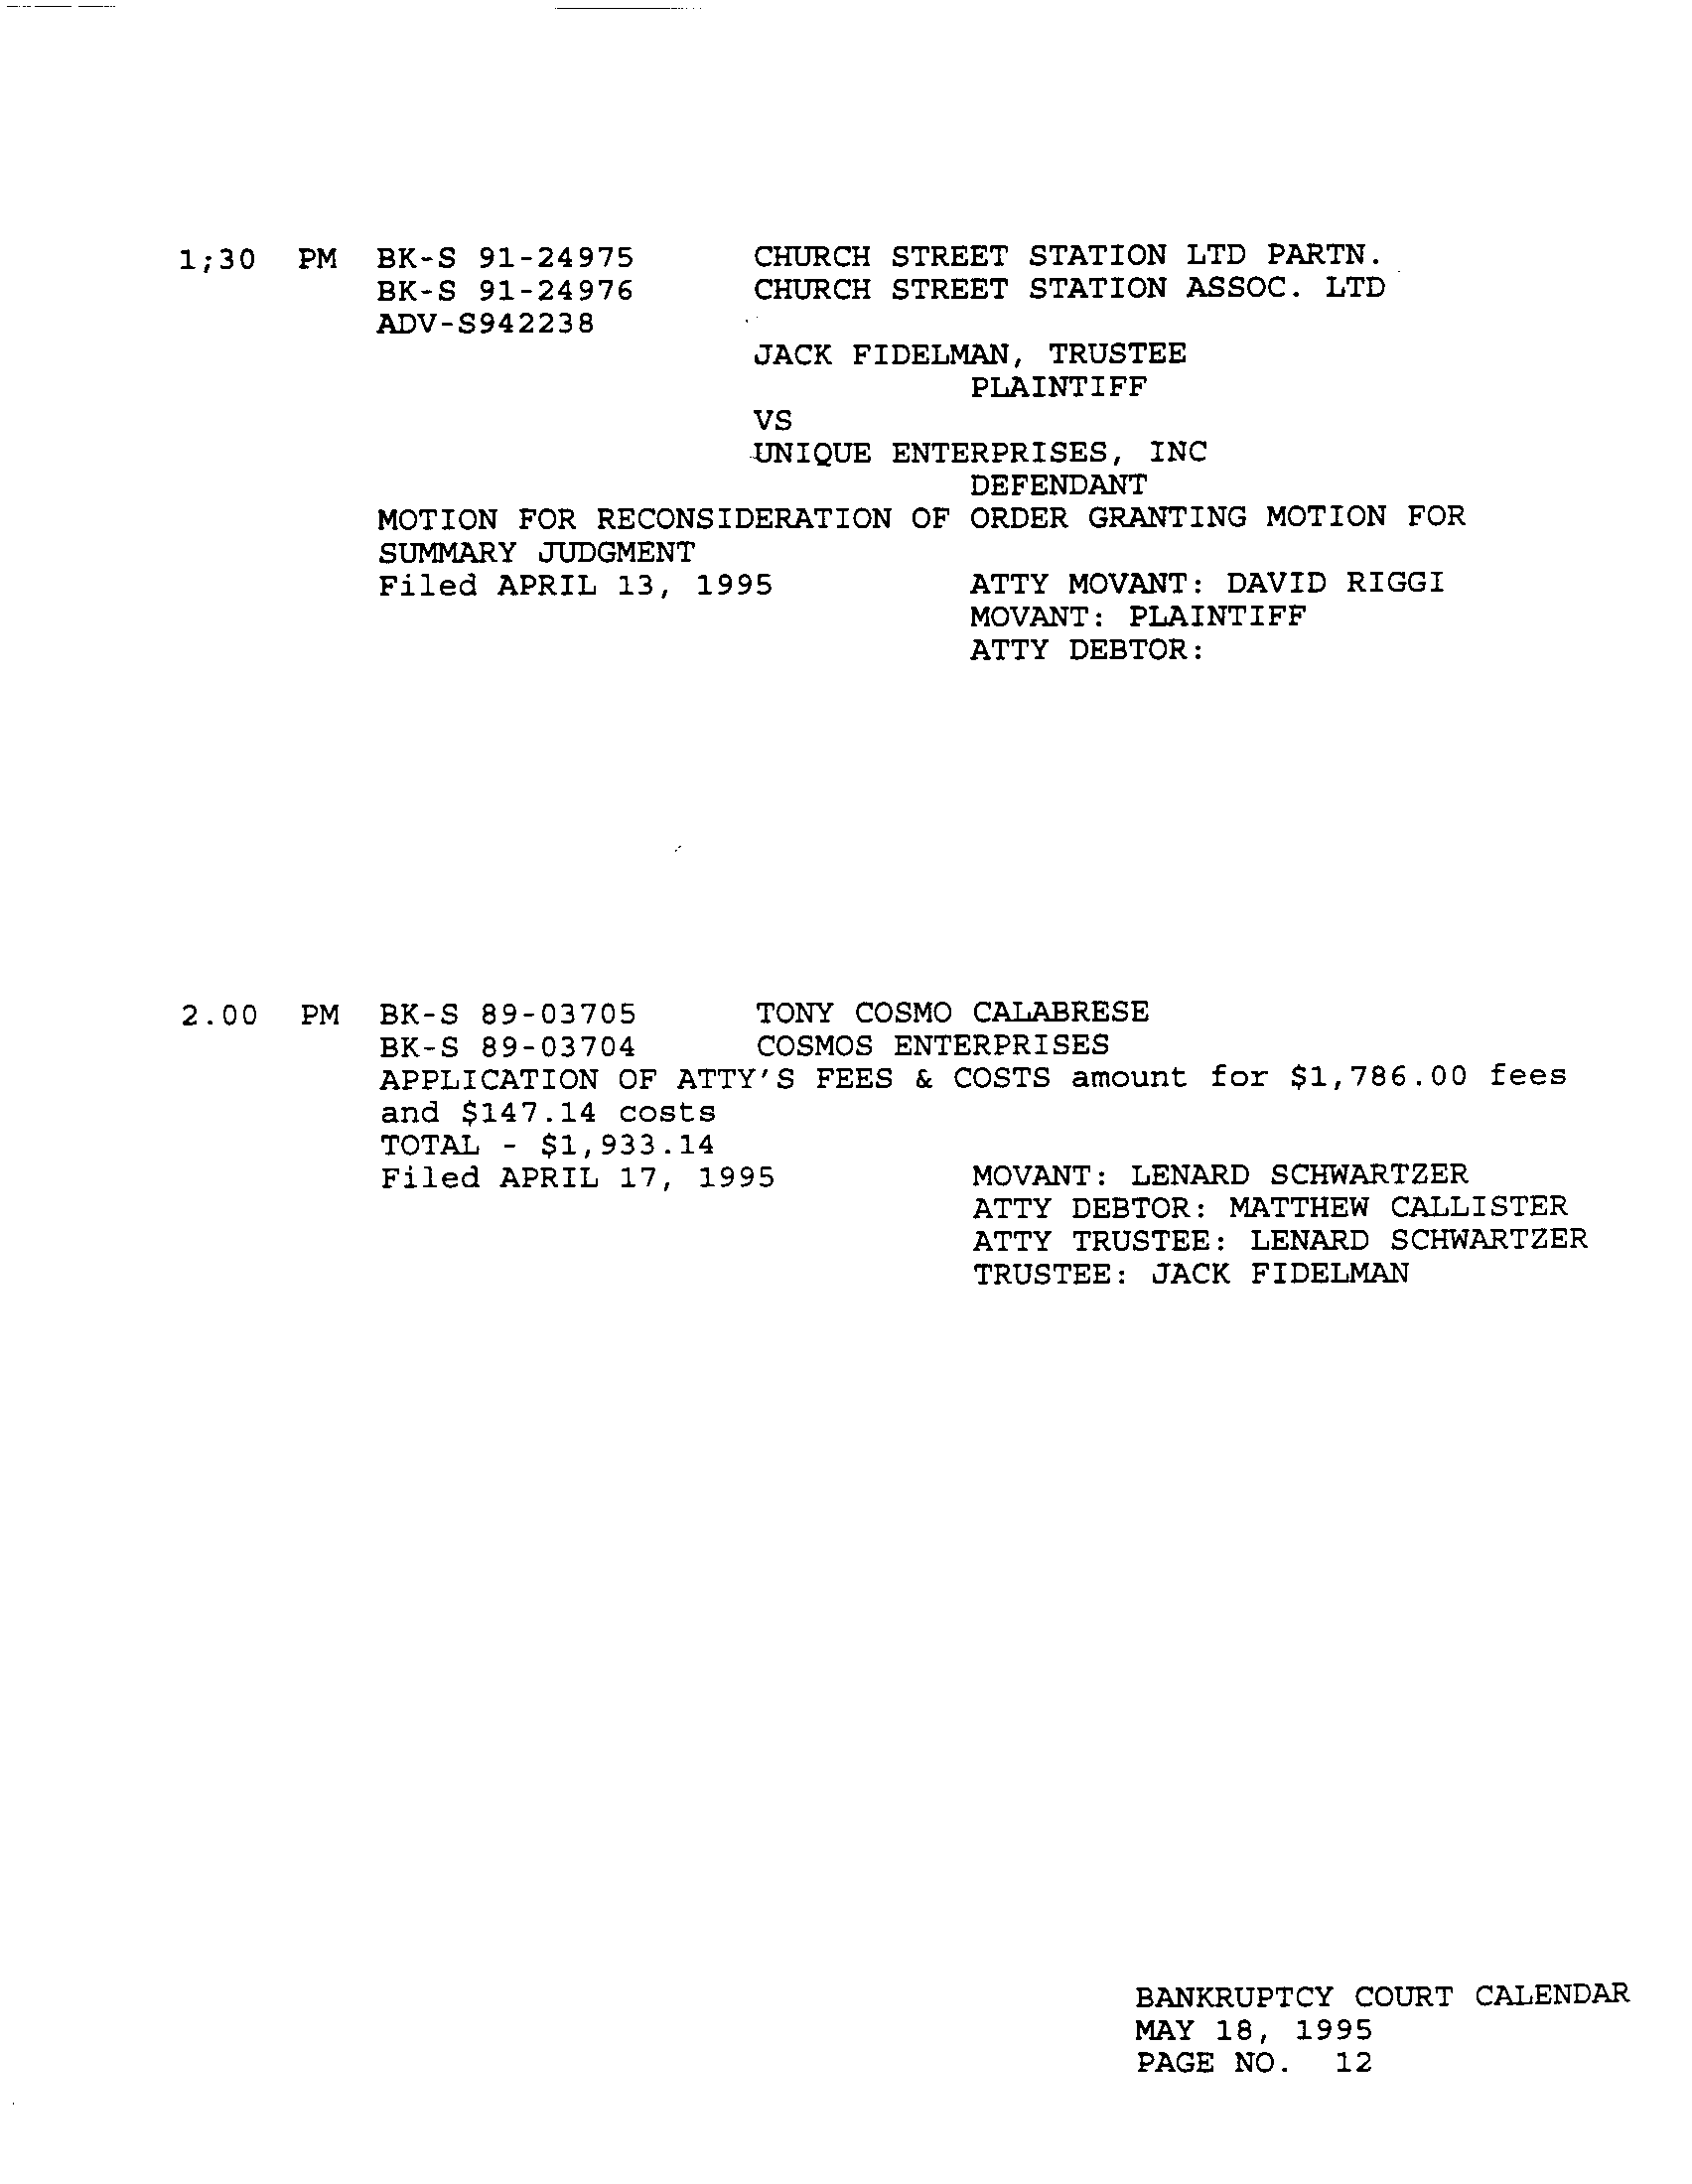 1;30 PM BK-S 91-24975 CHURCH STREET STATION LTD PARTN.
BK-S 91-24976 CHURCH STREET STATION ASSOC. LTD
ADV-S942238
JACK FIDELMAN, TRUSTEE
PLAINTIFF
VS
UNIQUE ENTERPRISES, INC
DEFENDANT
MOTION FOR RECONSIDERATION OF ORDER GRANTING MOTION FOR
SUMMARY JUDGMENT
Filed APRIL 13, 1995 ATTY MOVANT: DAVID RIGGI
MOVANT: PLAINTIFF
ATTY DEBTOR:
2.00 PM BK-S 89-03705 TONY COSMO CALABRESE
BK-S 89-03704 COSMOS ENTERPRISES
APPLICATION OF ATTY'S FEES & COSTS amount for $1,786.00 fees
and $147.14 costs
TOTAL - $1,933.14
Filed APRIL 17, 1995 MOVANT: LENARD SCHWARTZER
ATTY DEBTOR: MATTHEW CALLISTER
ATTY TRUSTEE: LENARD SCHWARTZER
TRUSTEE: JACK FIDELMAN
BANKRUPTCY COURT CALENDAR
MAY 18, 1995
PAGE NO. 12